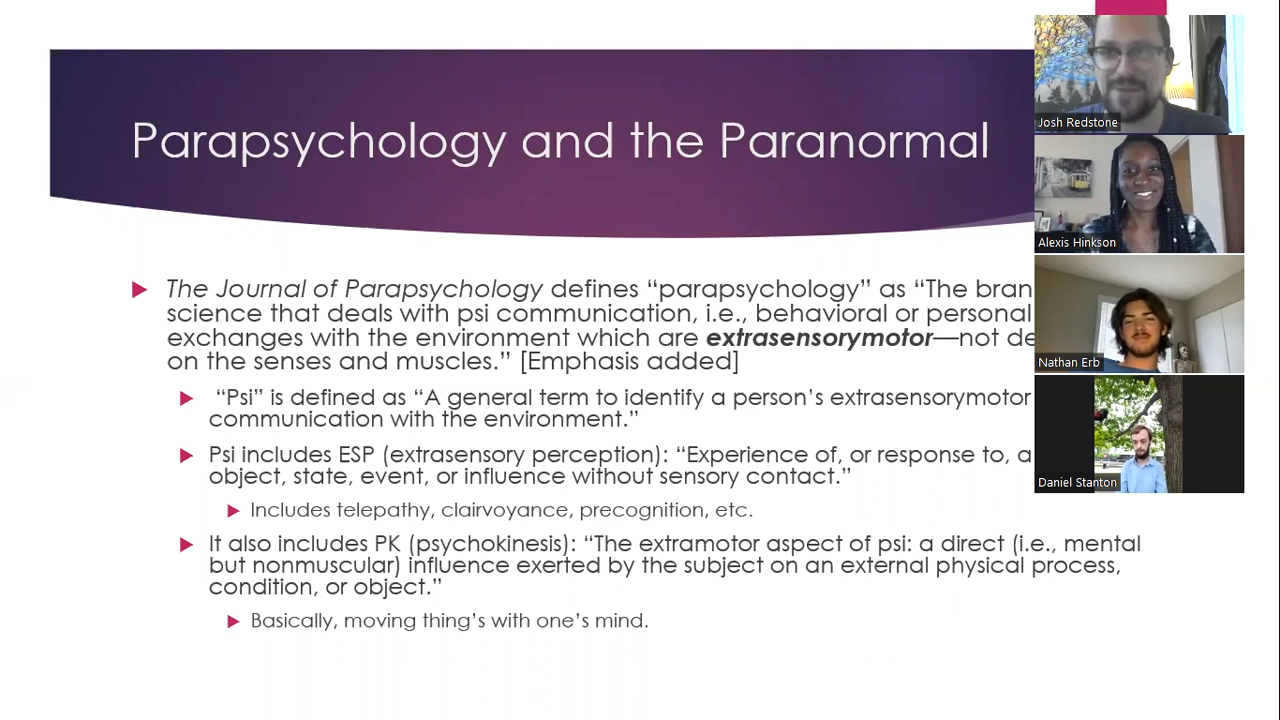 Parapsychology and the Paranormal
The Journal of Parapsychology defines “parapsychology” as “The
science that deals with psi communication, i.e., behavioral or personal
exchanges with the environment which are extrasensorymotor—not
on the senses and muscles.” [Emphasis added]
“Psi” is defined as “A general term to identify a person’s extrasensorymotor
communication with the environment.”
Psi includes ESP (extrasensory perception): “Experience of, or response to, a
object, state, event, or influence without sensory contact.”
Includes telepathy, clairvoyance, precognition, etc.
It also includes PK (psychokinesis): “The extramotor aspect of psi: a direct (i.e., mental
but nonmuscular) influence exerted by the subject on an external physical process,
condition, or object.”
Basically, moving thing’s with one’s mind.
Josh Redstone
Alexis Hinkson
Nathan Erb
Daniel Stanton